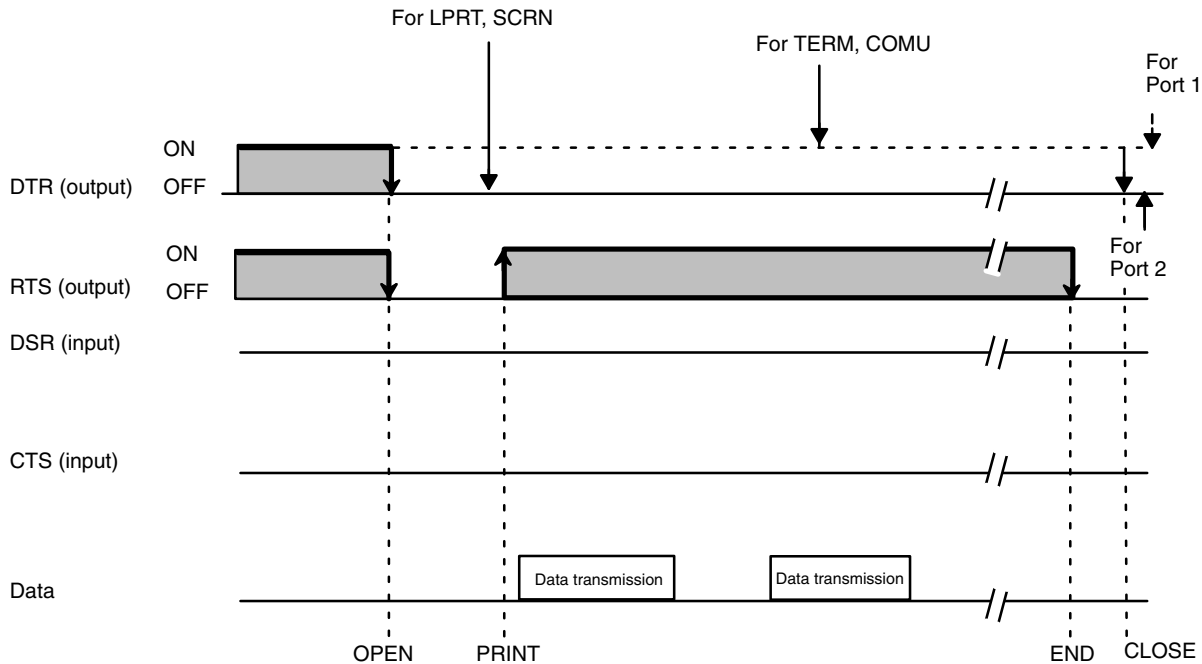 For LPRT, SCRN
For TERM, COMU
For
Port 1
ON
DTR (output)
OFF
ON
For
Port 2
RTS (output)
OFF
DSR (input)
CTS (input)
Data transmission
Data transmission
Data
OPEN
PRINT
END
CLOSE